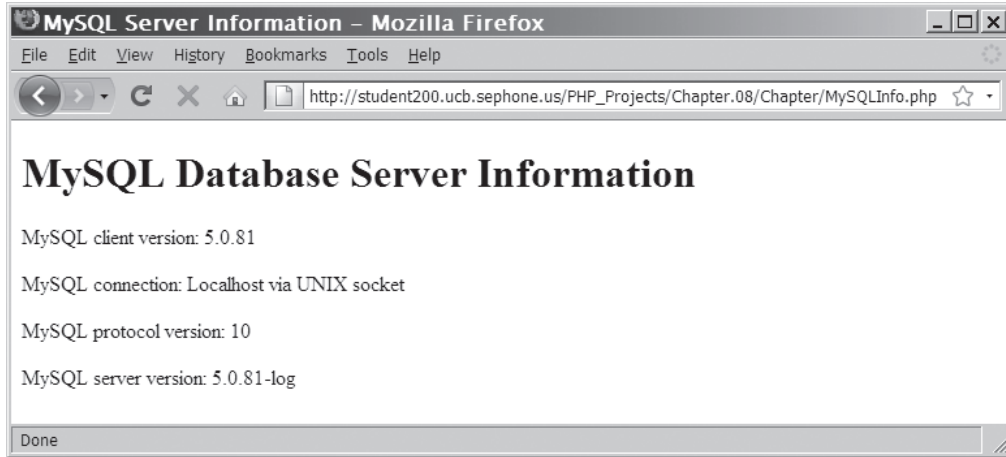 MySQL Server Information – Mozilla Firefox
File Edit View History Bookmarks Tools Help
http://student200.ucb.sephone.us/PHP_Projects/Chapter.08/Chapter/MySQLInfo.php
MySQL Database Server Information
MySQL client version: 5.0.81
MySQL connection: Localhost via UNIX socket
MySQL protocol version: 10
MySQL server version: 5.0.81-log
Done